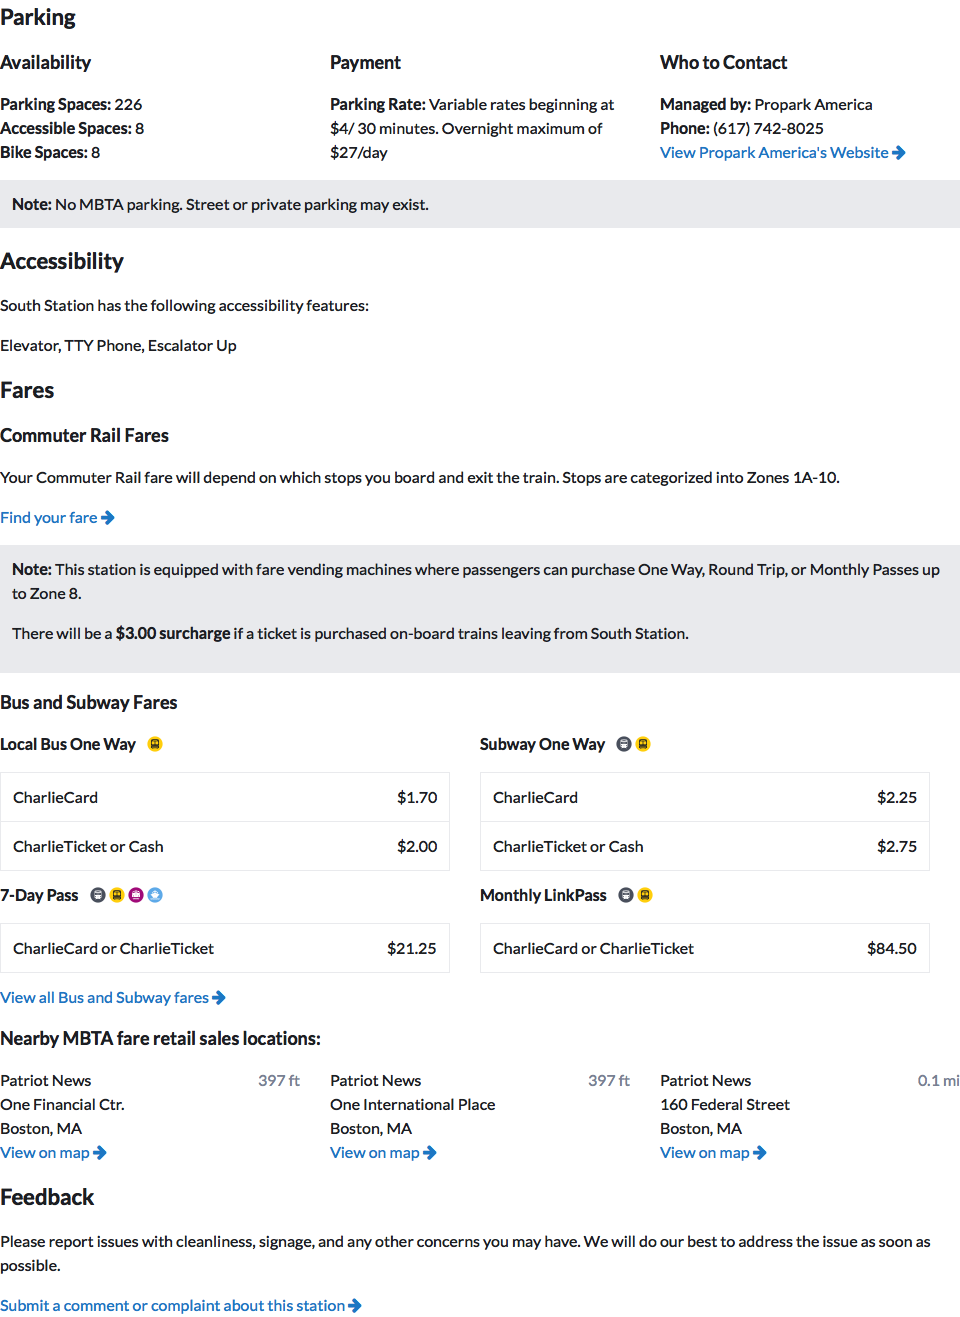 Parking
Availability
Parking Spaces: 226
Accessible Spaces: 8
Bike Spaces: 8
Payment
Parking Rate: Variable rates beginning at
$4/ 30 minutes. Overnight maximum of
$27/day
Who to Contact
Managed by: Propark America
Phone: (617) 742-8025
View Propark America's Website
Note: No MBTA parking. Street or private parking may exist.
Accessibility
South Station has the following accessibility features:
Elevator, TTY Phone, Escalator Up
Fares
Commuter Rail Fares
Your Commuter Rail fare will depend on which stops you board and exit the train. Stops are categorized into Zones 1A-10.
Find your fare
Note: This station is equipped with fare vending machines where passengers can purchase One Way, Round Trip, or Monthly Passes up
to Zone 8.
There will be a $3.00 surcharge if a ticket is purchased on-board trains leaving from South Station.
Bus and Subway Fares
Local Bus One Way
CharlieCard $1.70
CharlieTicket or Cash $2.00
Subway One Way
CharlieCard $2.25
CharlieTicket or Cash $2.75
7-Day Pass
CharlieCard or CharlieTicket $21.25
Monthly LinkPass
CharlieCard or CharlieTicket $84.50
View all Bus and Subway fares
Nearby MBTA fare retail sales locations:
Patriot News 397 ft
One Financial Ctr.
Boston, MA
View on map
Patriot News 397 ft
One International Place
Boston, MA
View on map
Patriot News 0.1 mi
160 Federal Street
Boston, MA
View on map
Feedback
Please report issues with cleanliness, signage, and any other concerns you may have. We will do our best to address the issue as soon as
possible.
Submit a comment or complaint about this station